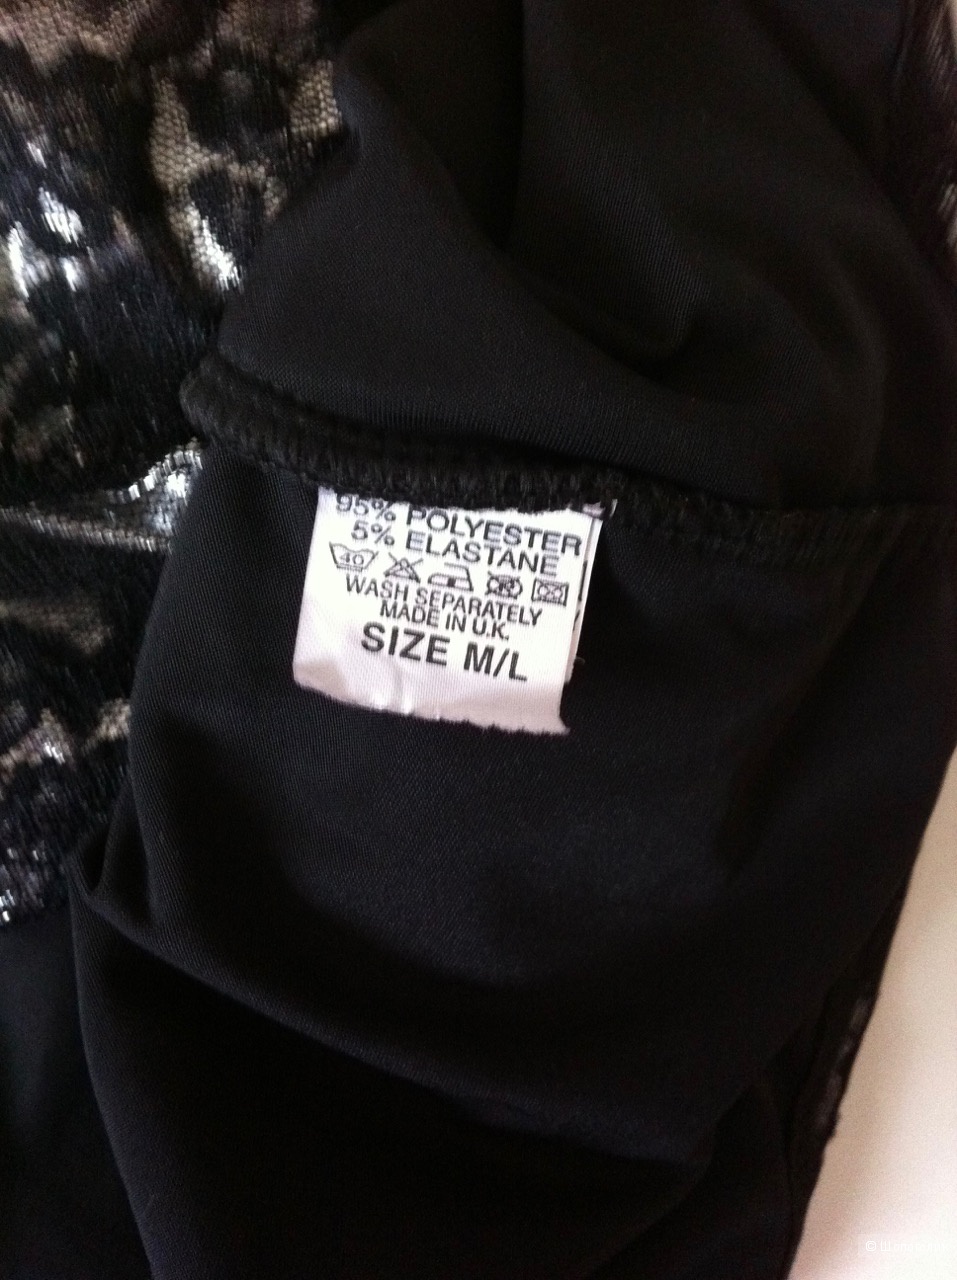 95% POLYESTER
5% ELASTANE
40
WASH SEPARATELY
MADE IN U.K.
SIZE M/L